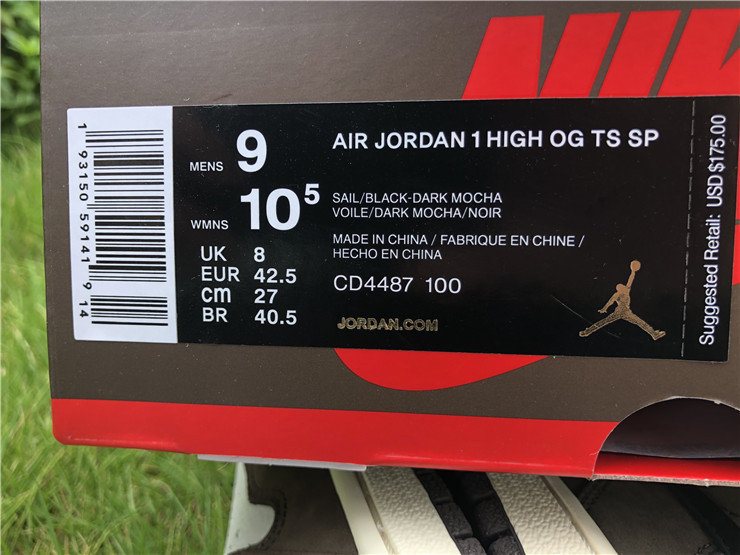 NIK
1 93150 59141 9 14
MENS 9
WMNS 10⁵
UK 8
EUR 42.5
cm 27
BR 40.5
AIR JORDAN 1 HIGH OG TS SP
SAIL/BLACK-DARK MOCHA
VOILE/DARK MOCHA/NOIR
MADE IN CHINA / FABRIQUE EN CHINE /
HECHO EN CHINA
CD4487 100
JORDAN.COM
Suggested Retail: USD $175.00